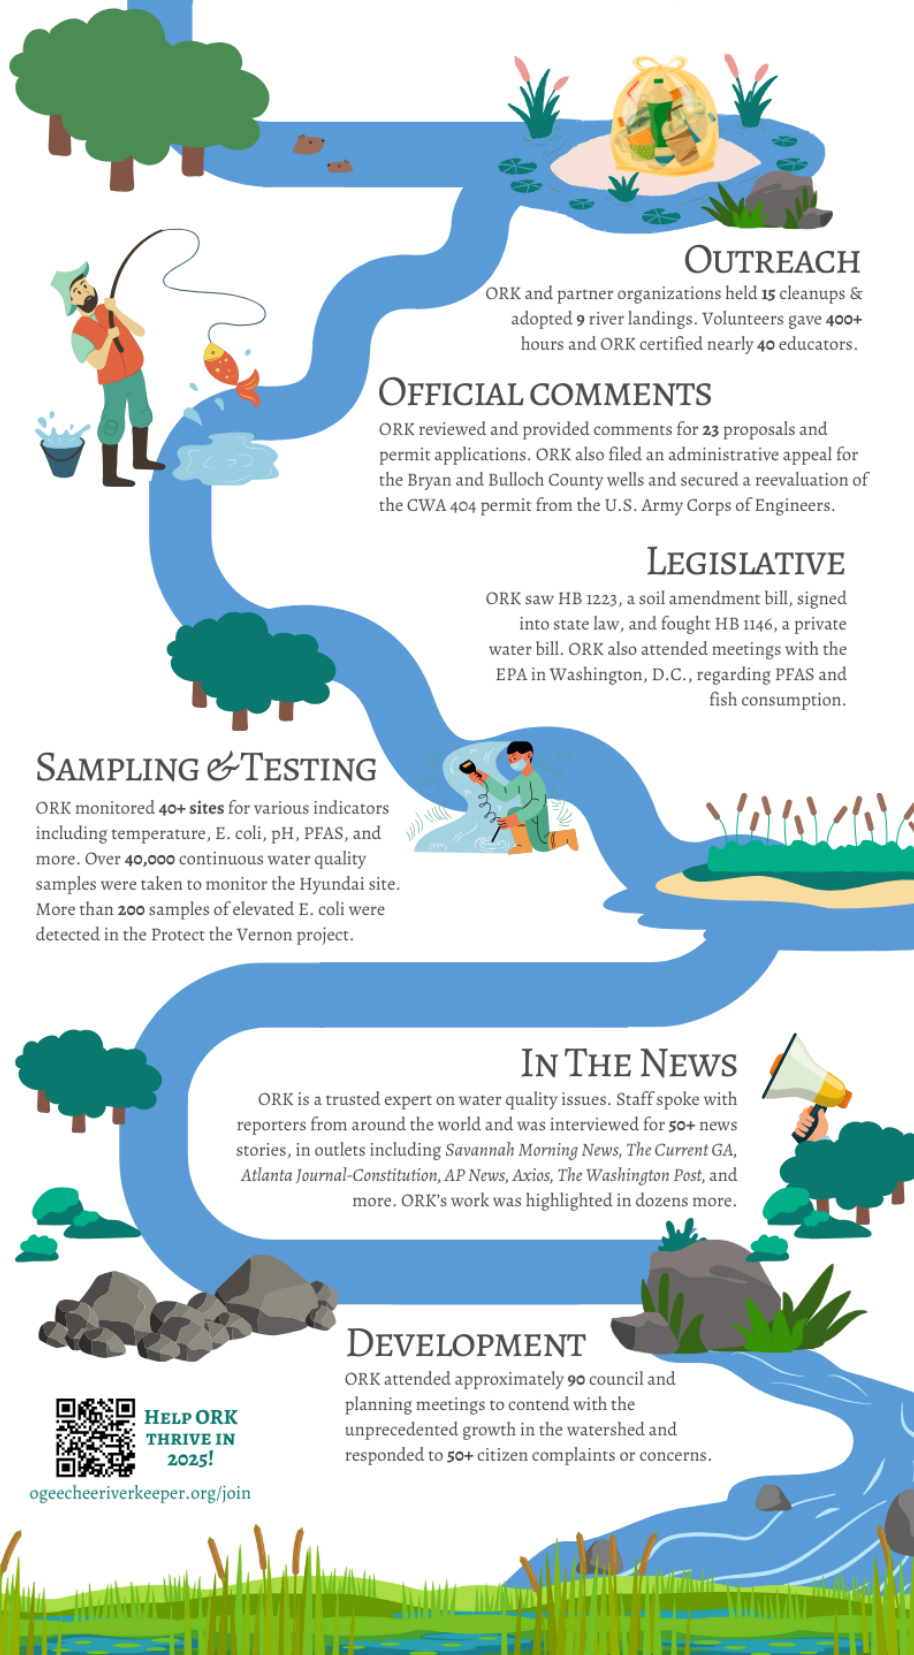 OUTREACH
ORK and partner organizations held 15 cleanups &
adopted 9 river landings. Volunteers gave 400+
hours and ORK certified nearly 40 educators.
OFFICIAL COMMENTS
ORK reviewed and provided comments for 23 proposals and
permit applications. ORK also filed an administrative appeal for
the Bryan and Bulloch County wells and secured a reevaluation of
the CWA 404 permit from the U.S. Army Corps of Engineers.
LEGISLATIVE
ORK saw HB 1223, a soil amendment bill, signed
into state law, and fought HB 1146, a private
water bill. ORK also attended meetings with the
EPA in Washington, D.C., regarding PFAS and
fish consumption.
SAMPLING & TESTING
ORK monitored 40+ sites for various indicators
including temperature, E. coli, pH, PFAS, and
more. Over 40,000 continuous water quality
samples were taken to monitor the Hyundai site.
More than 200 samples of elevated E. coli were
detected in the Protect the Vernon project.
IN THE NEWS
ORK is a trusted expert on water quality issues. Staff spoke with
reporters from around the world and was interviewed for 50+ news
stories, in outlets including Savannah Morning News, The Current GA,
Atlanta Journal-Constitution, AP News, Axios, The Washington Post, and
more. ORK's work was highlighted in dozens more.
DEVELOPMENT
ORK attended approximately 90 council and
planning meetings to contend with the
unprecedented growth in the watershed and
responded to 50+ citizen complaints or concerns.
HELP ORK
THRIVE IN
2025!
ogeecheeriverkeeper.org/join